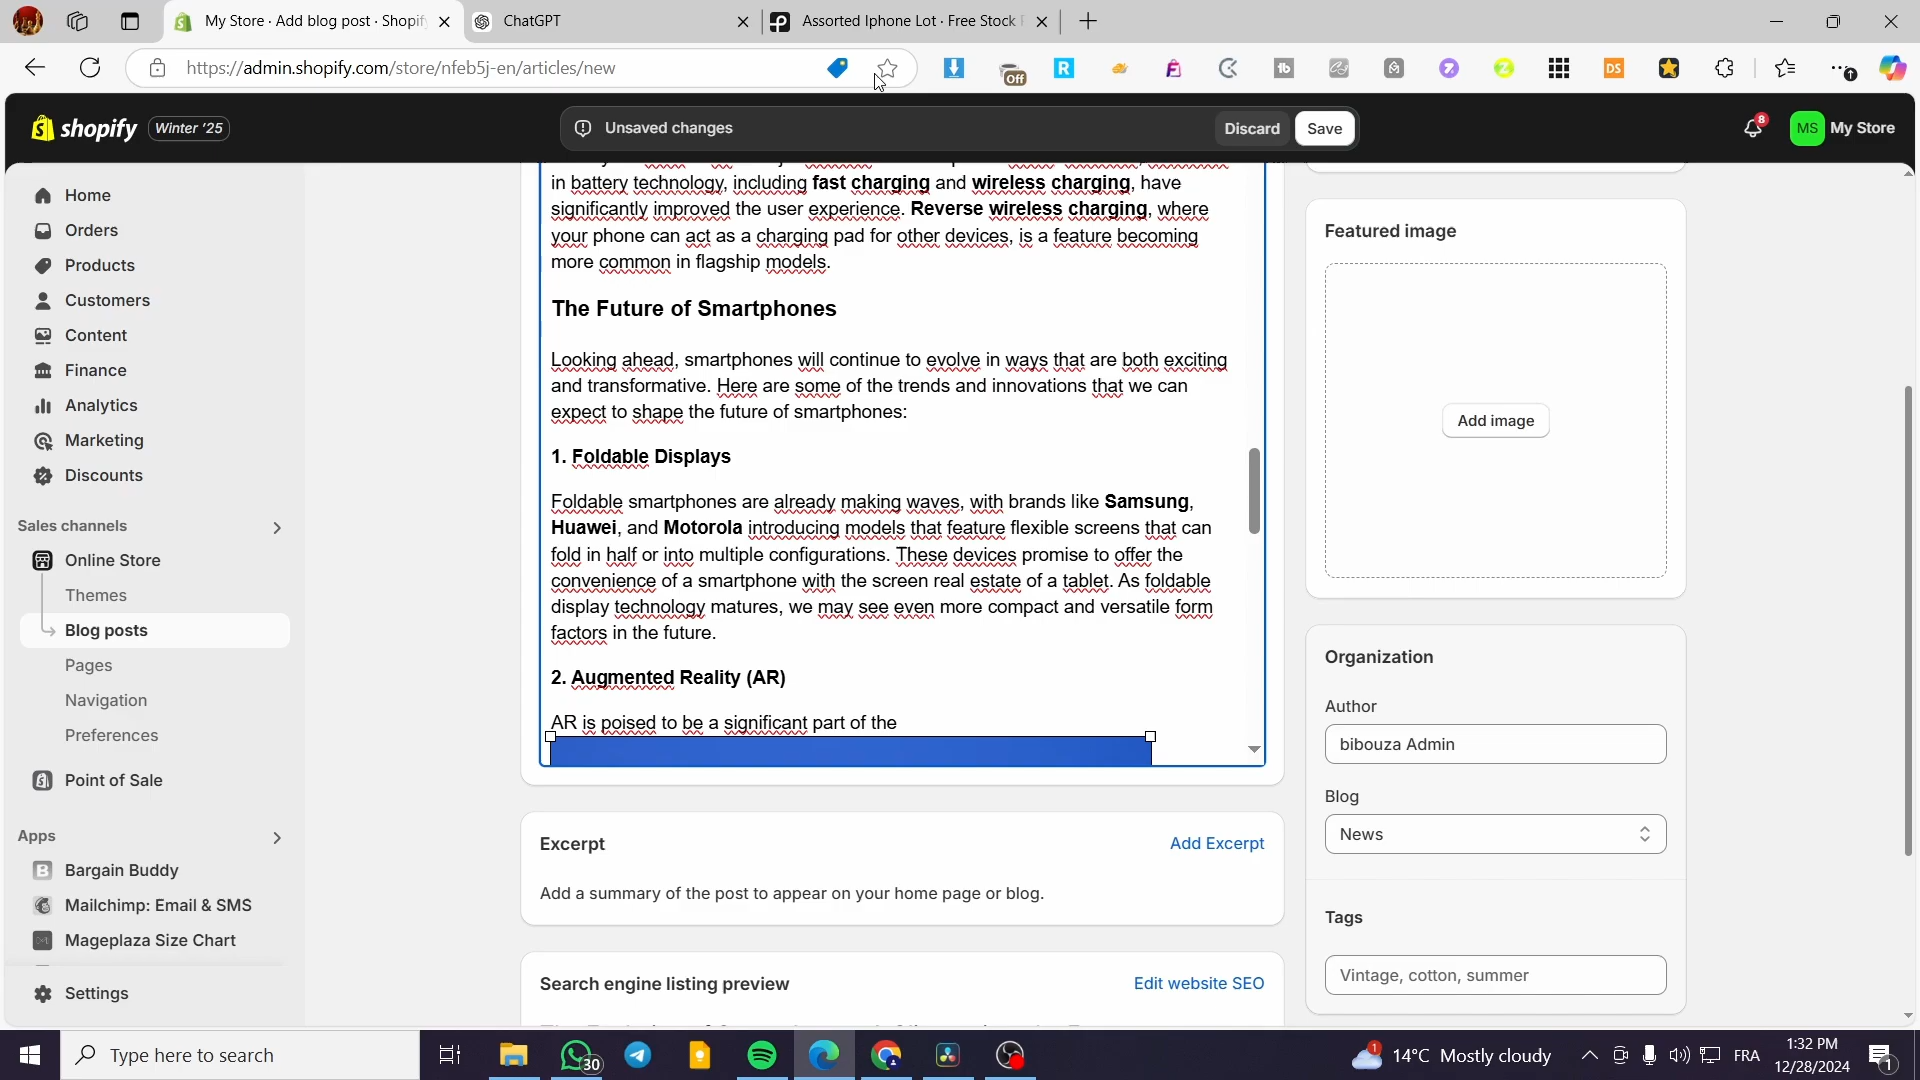 My Store · Add blog post · Shopify
ChatGPT
Assorted Iphone Lot · Free Stock
https://admin.shopify.com/store/nfeb5j-en/articles/new
Off
R
tb
DS
shopify
Winter '25
Unsaved changes
Discard
Save
8
MS
My Store
Home
Orders
Products
Customers
Content
Finance
Analytics
Marketing
Discounts
Sales channels
Online Store
Themes
Blog posts
Pages
Navigation
Preferences
Point of Sale
Apps
Bargain Buddy
Mailchimp: Email & SMS
Mageplaza Size Chart
Settings
in battery technology, including fast charging and wireless charging, have
significantly improved the user experience. Reverse wireless charging, where
your phone can act as a charging pad for other devices, is a feature becoming
more common in flagship models.
The Future of Smartphones
Looking ahead, smartphones will continue to evolve in ways that are both exciting
and transformative. Here are some of the trends and innovations that we can
expect to shape the future of smartphones:
1. Foldable Displays
Foldable smartphones are already making waves, with brands like Samsung,
Huawei, and Motorola introducing models that feature flexible screens that can
fold in half or into multiple configurations. These devices promise to offer the
convenience of a smartphone with the screen real estate of a tablet. As foldable
display technology matures, we may see even more compact and versatile form
factors in the future.
2. Augmented Reality (AR)
AR is poised to be a significant part of the
Excerpt
Add Excerpt
Add a summary of the post to appear on your home page or blog.
Search engine listing preview
Edit website SEO
Featured image
Add image
Organization
Author
bibouza Admin
Blog
News
Tags
Vintage, cotton, summer
Type here to search
30
1
14°C Mostly cloudy
FRA
1:32 PM
12/28/2024
1